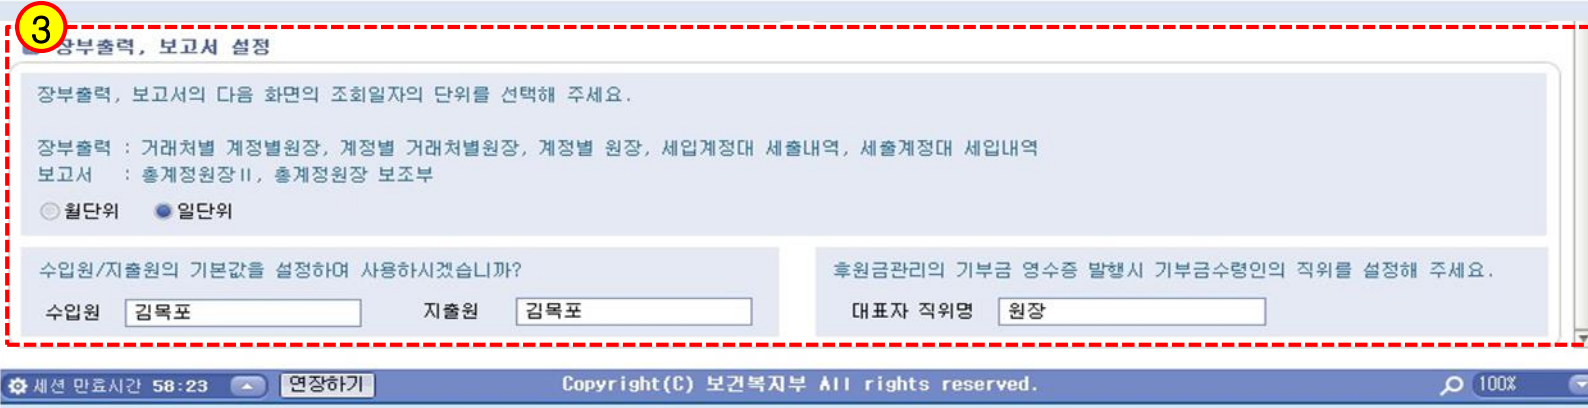 3
장부출력, 보고서 설정
장부출력, 보고서의 다음 화면의 조회일자의 단위를 선택해 주세요.
장부출력 : 거래처별 계정별원장, 계정별 거래처별원장, 계정별 원장, 세입계정대 세출내역, 세출계정대 세입내역
보고서 : 총계정원장Ⅱ, 총계정원장 보조부
월단위 일단위
수입원/지출원의 기본값을 설정하여 사용하시겠습니까? 후원금관리의 기부금 영수증 발행시 기부금수령인의 직위를 설정해 주세요.
수입원 김목포 지출원 김목포 대표자 직위명 원장
세션 만료시간 58:23 연장하기 Copyright(C) 보건복지부 All rights reserved. 100%